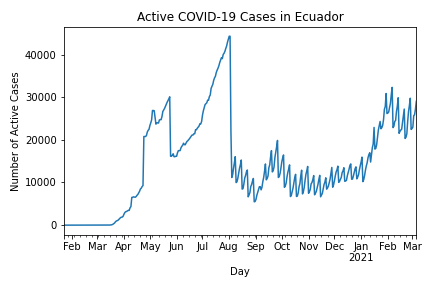 Active COVID-19 Cases in Ecuador
Number of Active Cases
40000
30000
20000
10000
0
Feb Mar Apr May Jun Jul Aug Sep Oct Nov Dec Jan Feb Mar
2021
Day